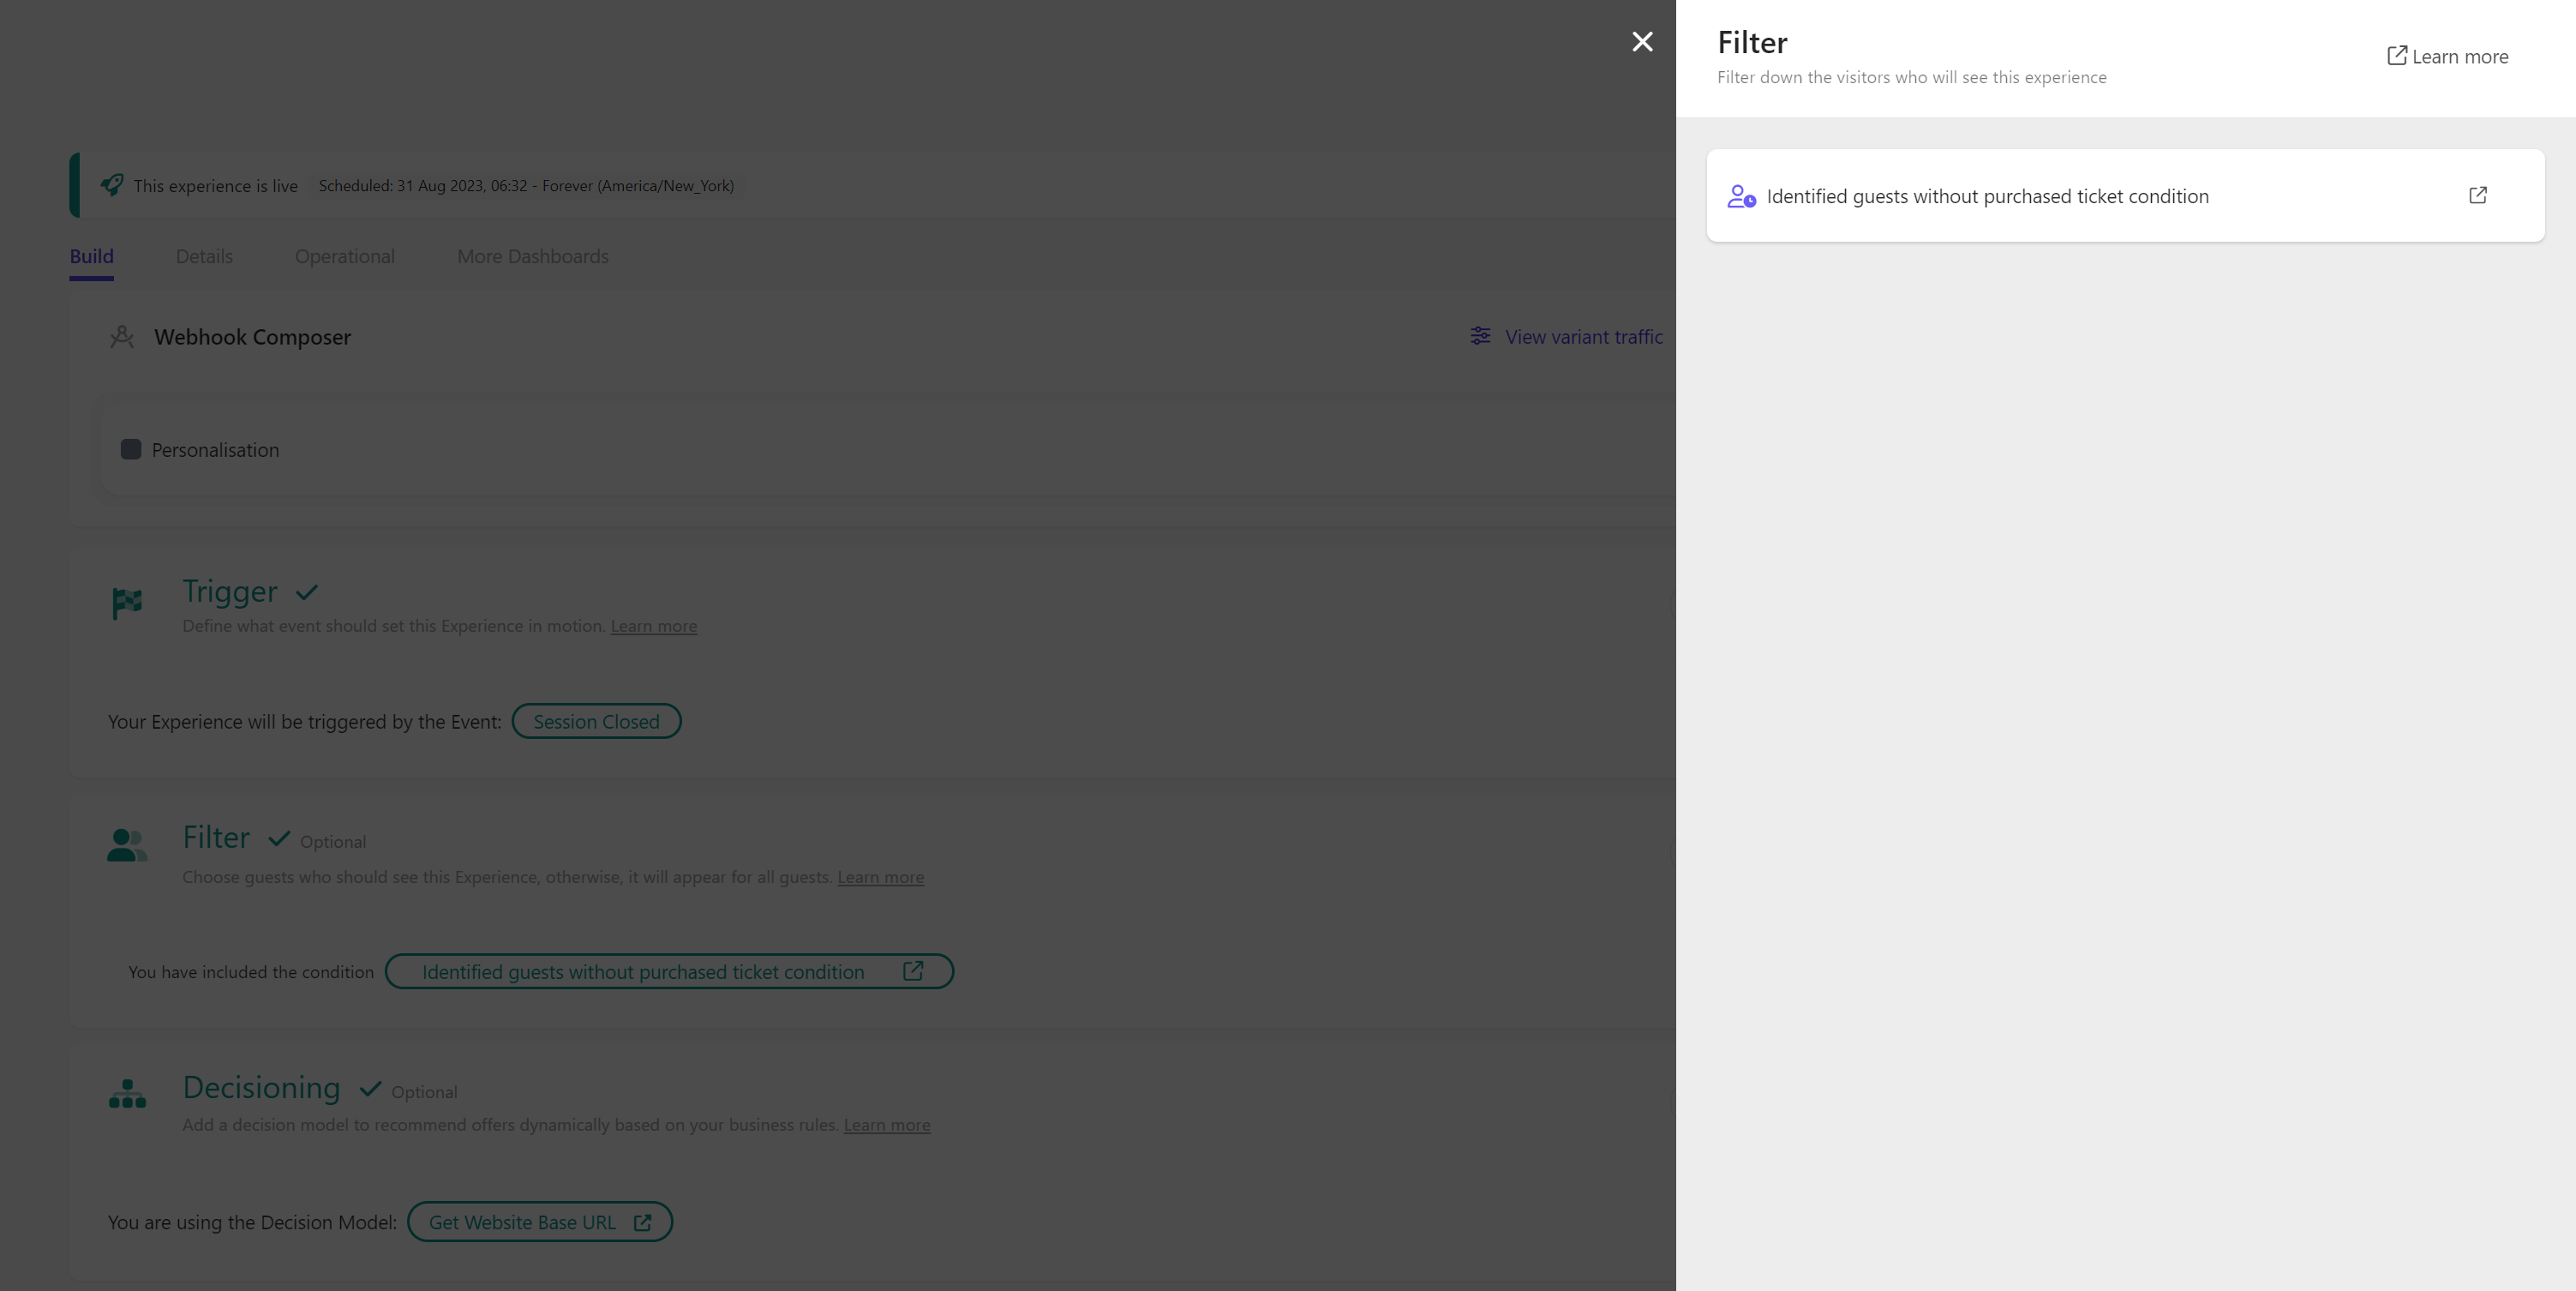 Filter
Learn more
Filter down the visitors who will see this experience
Identified guests without purchased ticket condition
This experience is live Scheduled: 31 Aug 2023, 06:32 - Forever (America/New_York)
Build Details Operational More Dashboards
Webhook Composer View variant traffic
Personalisation
Trigger
Define what event should set this Experience in motion. Learn more
Your Experience will be triggered by the Event: Session Closed
Filter Optional
Choose guests who should see this Experience, otherwise, it will appear for all guests. Learn more
You have included the condition Identified guests without purchased ticket condition
Decisioning Optional
Add a decision model to recommend offers dynamically based on your business rules. Learn more
You are using the Decision Model: Get Website Base URL